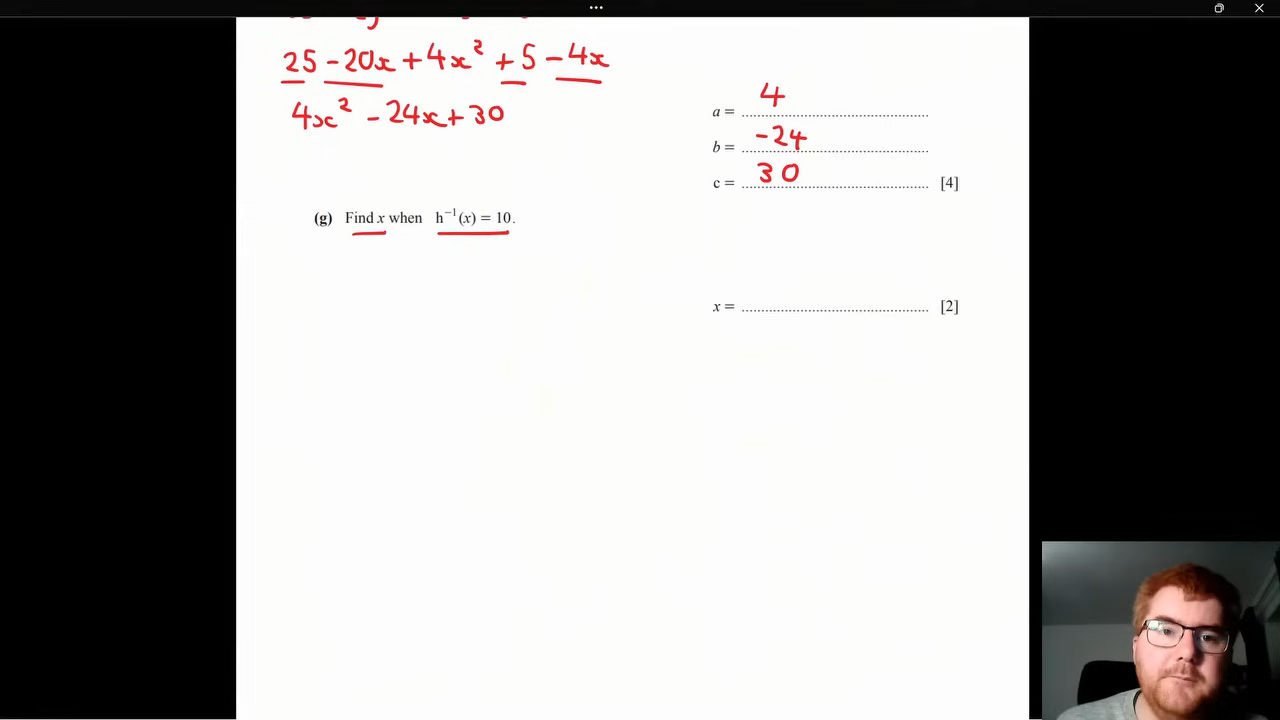 25 - 20x + 4x² + 5 - 4x
4x² - 24x + 30
a = 4
b = -24
c = 30 [4]
(g) Find x when h⁻¹(x) = 10.
x = ........................................ [2]